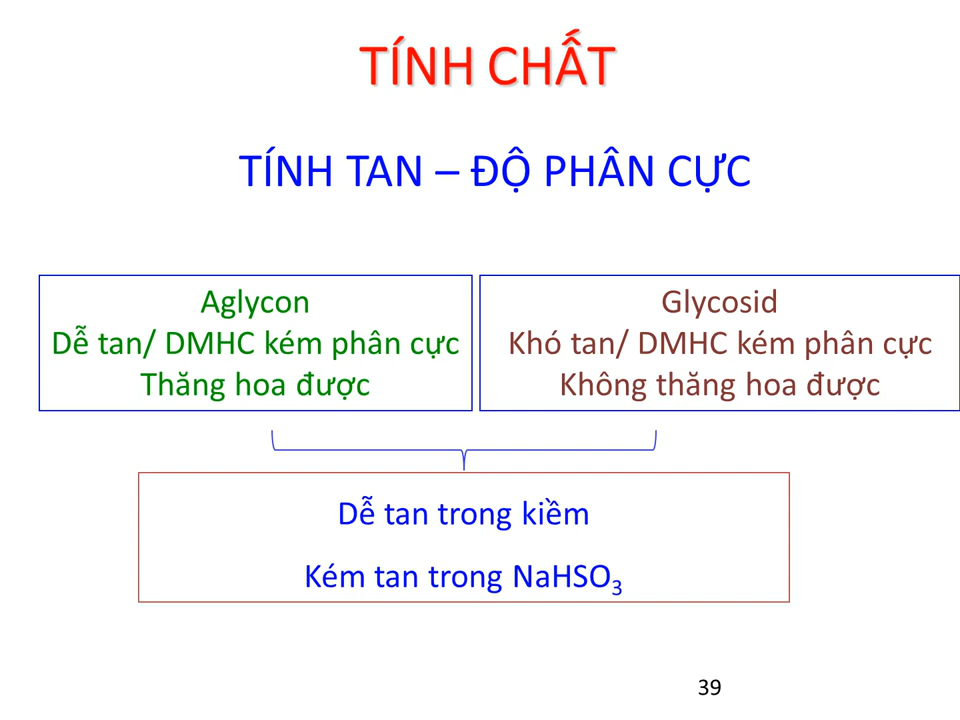 TÍNH CHẤT
TÍNH TAN – ĐỘ PHÂN CỰC
Aglycon
Dễ tan/ DMHC kém phân cực
Thăng hoa được
Glycosid
Khó tan/ DMHC kém phân cực
Không thăng hoa được
Dễ tan trong kiềm
Kém tan trong NaHSO₃
39